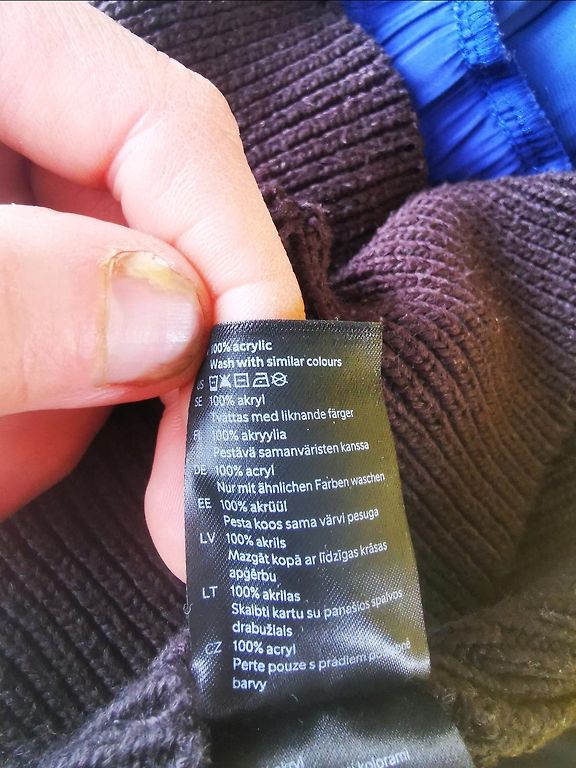 100% acrylic
Wash with similar colours
US
SE 100% akryl
Tvättas med liknande färger
FI 100% akryylia
Pestävä samanväristen kanssa
DE 100% acryl
Nur mit ähnlichen Farben waschen
EE 100% akrüül
Pesta koos sama värvi pesuga
LV 100% akrils
Mazgāt kopā ar līdzīgas krāsas
apģērbu
LT 100% akrilas
Skalbti kartu su panašios spalvos
drabužiais
CZ 100% acryl
Perte pouze s prádlem
barvy
kolorami